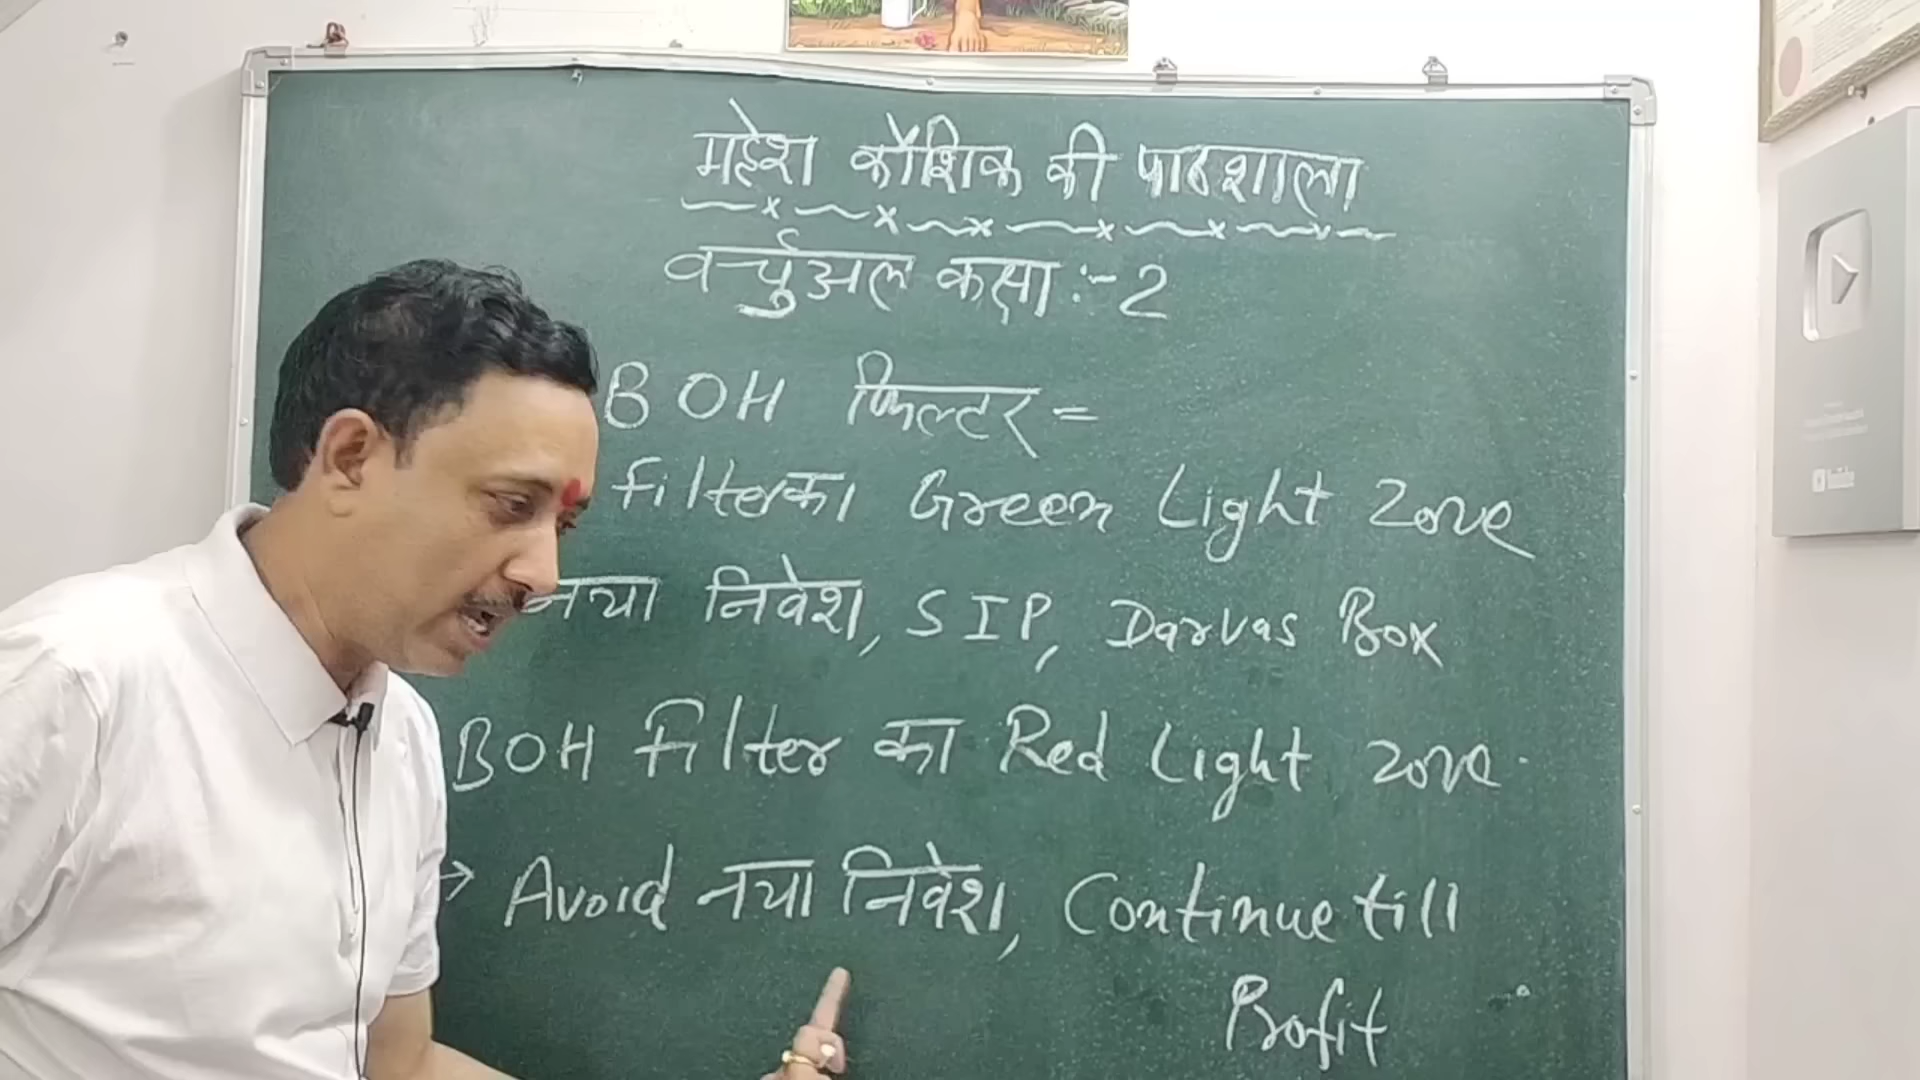 महेश कौशिक की पाठशाला
वर्चुअल कक्षा :- 2
BOH फिल्टर =
Filter का Green Light Zone
नया निवेश, SIP, Darvas Box
BOH Filter का Red Light Zone.
→ Avoid नया निवेश, Continue till
Profit